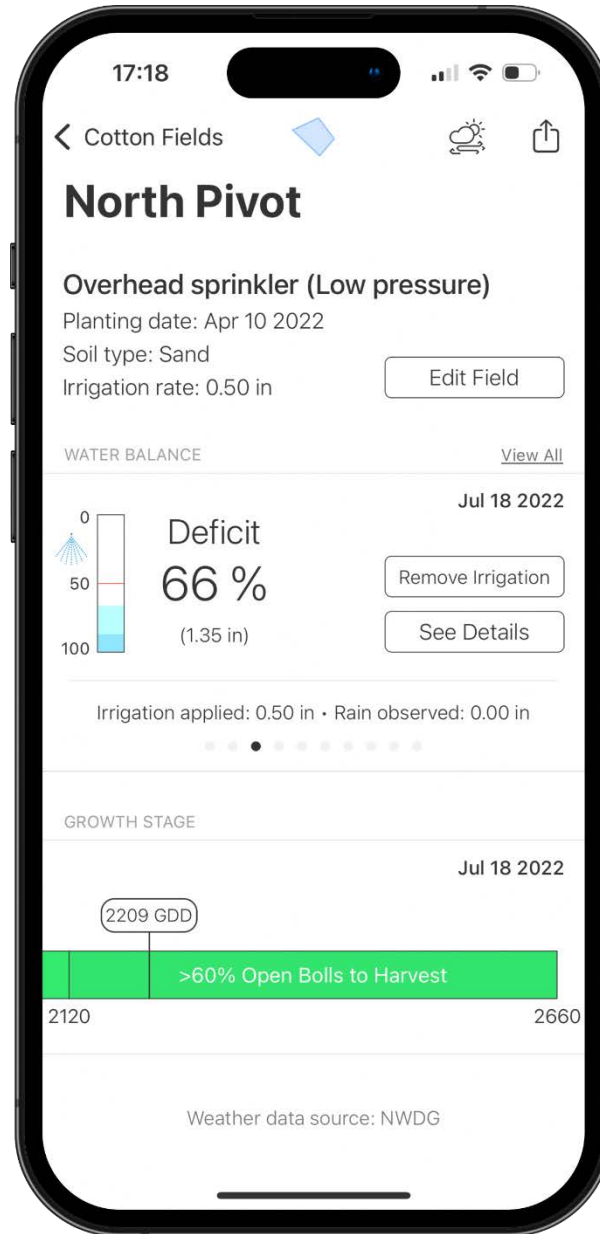 17:18
Cotton Fields
North Pivot
Overhead sprinkler (Low pressure)
Planting date: Apr 10 2022
Soil type: Sand
Irrigation rate: 0.50 in
Edit Field
WATER BALANCE
View All
Jul 18 2022
0
50
100
Deficit
66 %
(1.35 in)
Remove Irrigation
See Details
Irrigation applied: 0.50 in • Rain observed: 0.00 in
GROWTH STAGE
Jul 18 2022
2209 GDD
>60% Open Bolls to Harvest
2120
2660
Weather data source: NWDG